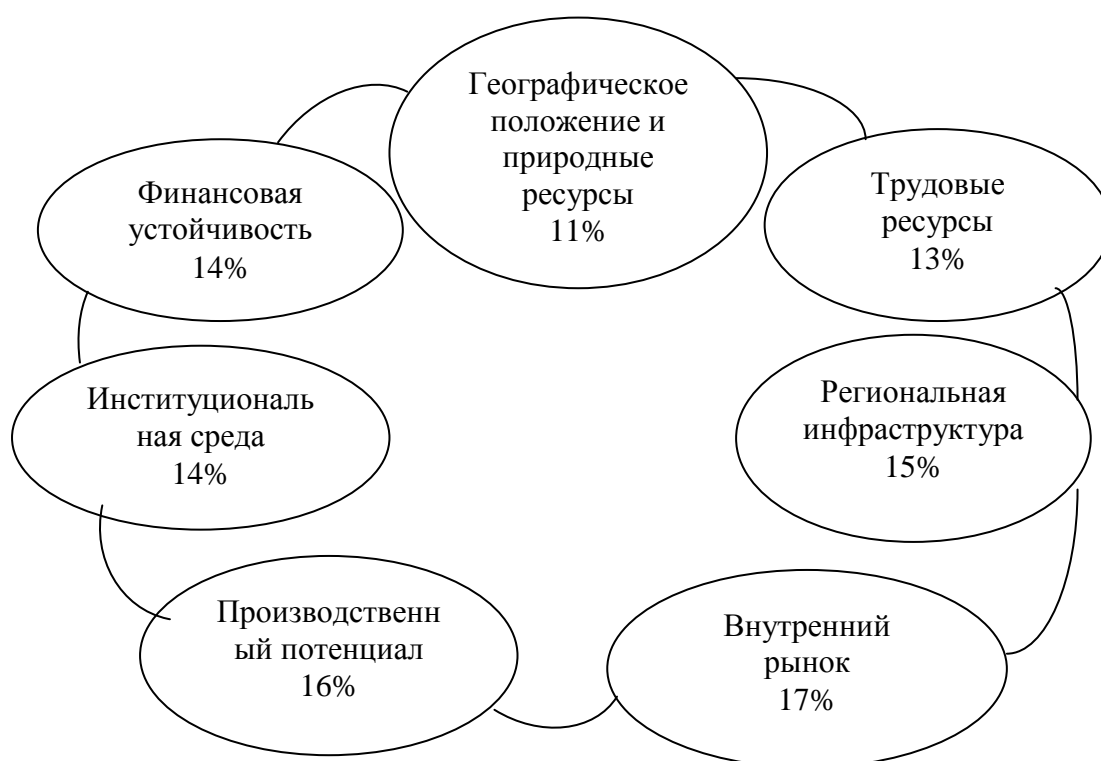 Географическое
положение и
природные
ресурсы
11%
Трудовые
ресурсы
13%
Региональная
инфраструктура
15%
Внутренний
рынок
17%
Производственн
ый потенциал
16%
Институциональ
ная среда
14%
Финансовая
устойчивость
14%